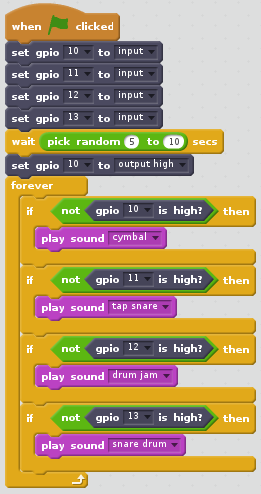 when clicked
set gpio 10 to input
set gpio 11 to input
set gpio 12 to input
set gpio 13 to input
wait pick random 5 to 10 secs
set gpio 10 to output high
forever
if not gpio 10 is high? then
play sound cymbal
if not gpio 11 is high? then
play sound tap snare
if not gpio 12 is high? then
play sound drum jam
if not gpio 13 is high? then
play sound snare drum